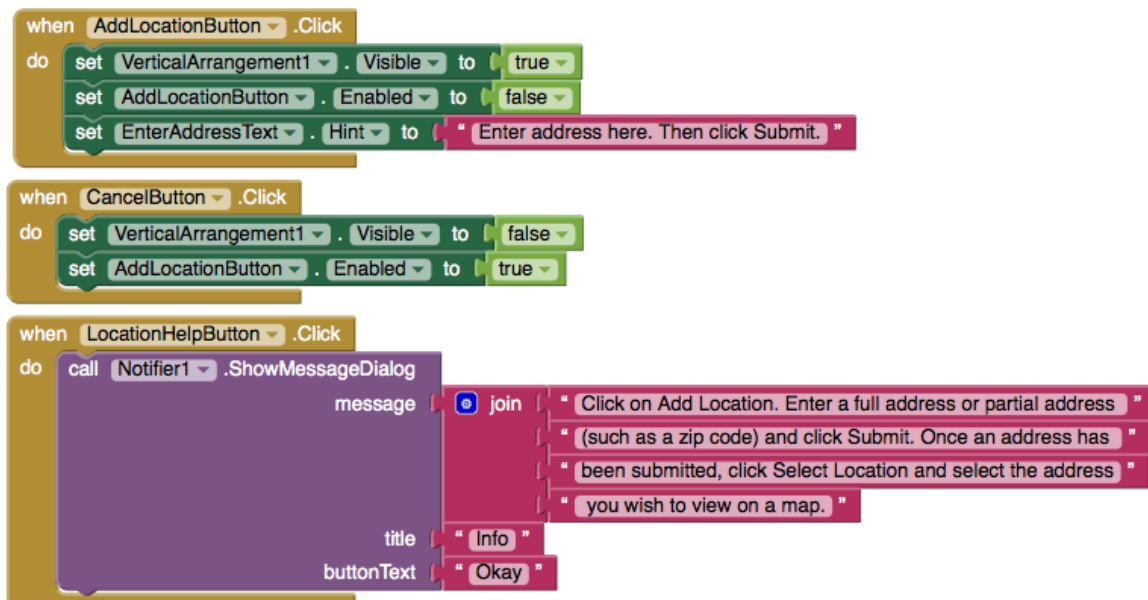 when AddLocationButton .Click
do set VerticalArrangement1 . Visible to true
set AddLocationButton . Enabled to false
set EnterAddressText . Hint to " Enter address here. Then click Submit. "
when CancelButton .Click
do set VerticalArrangement1 . Visible to false
set AddLocationButton . Enabled to true
when LocationHelpButton .Click
do call Notifier1 .ShowMessageDialog
message join " Click on Add Location. Enter a full address or partial address "
" (such as a zip code) and click Submit. Once an address has "
" been submitted, click Select Location and select the address "
" you wish to view on a map. "
title " Info "
buttonText " Okay "